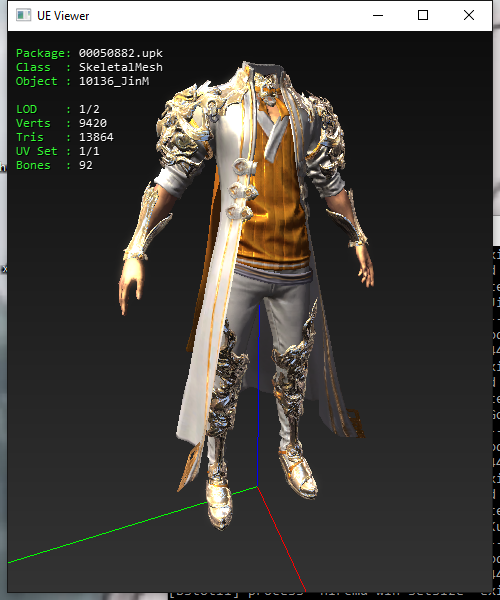 UE Viewer
Package: 00050882.upk
Class : SkeletalMesh
Object : 10136_JinM
LOD : 1/2
Verts : 9420
Tris : 13864
UV Set : 1/1
Bones : 92